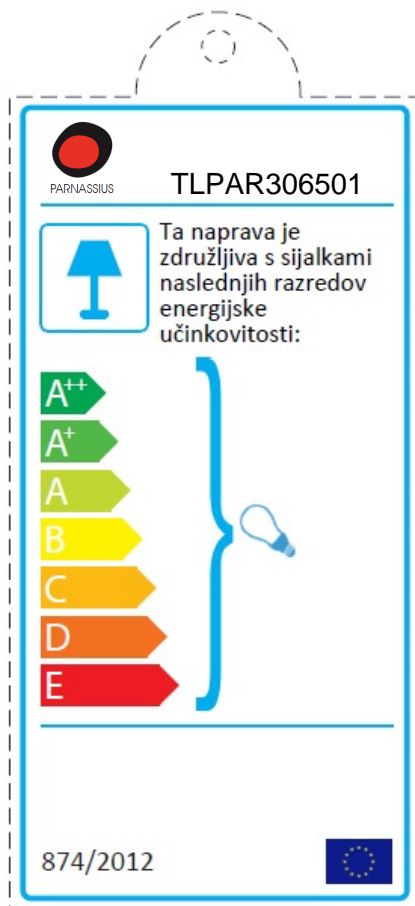 PARNASSIUS
TLPAR306501
Ta naprava je
združljiva s sijalkami
naslednjih razredov
energijske
učinkovitosti:
A++
A+
A
B
C
D
E
874/2012